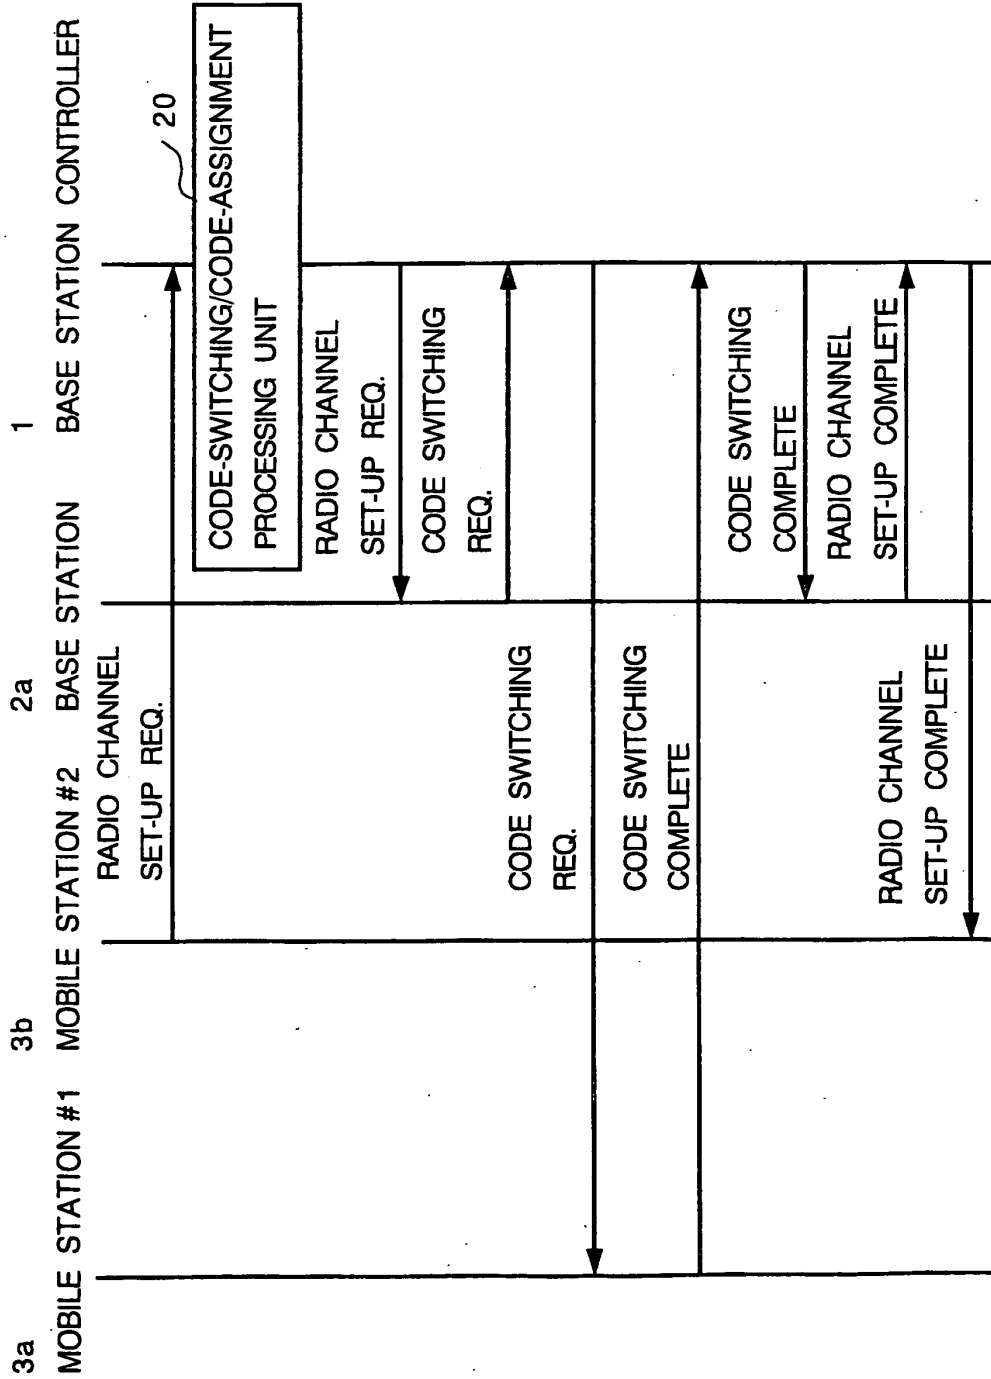 3a
MOBILE STATION #1
3b
MOBILE STATION #2
2a
BASE STATION
1
BASE STATION CONTROLLER
RADIO CHANNEL
SET-UP REQ.
20
CODE-SWITCHING/CODE-ASSIGNMENT
PROCESSING UNIT
RADIO CHANNEL
SET-UP REQ.
CODE SWITCHING
REQ.
CODE SWITCHING
REQ.
CODE SWITCHING
COMPLETE
CODE SWITCHING
COMPLETE
RADIO CHANNEL
SET-UP COMPLETE
RADIO CHANNEL
SET-UP COMPLETE